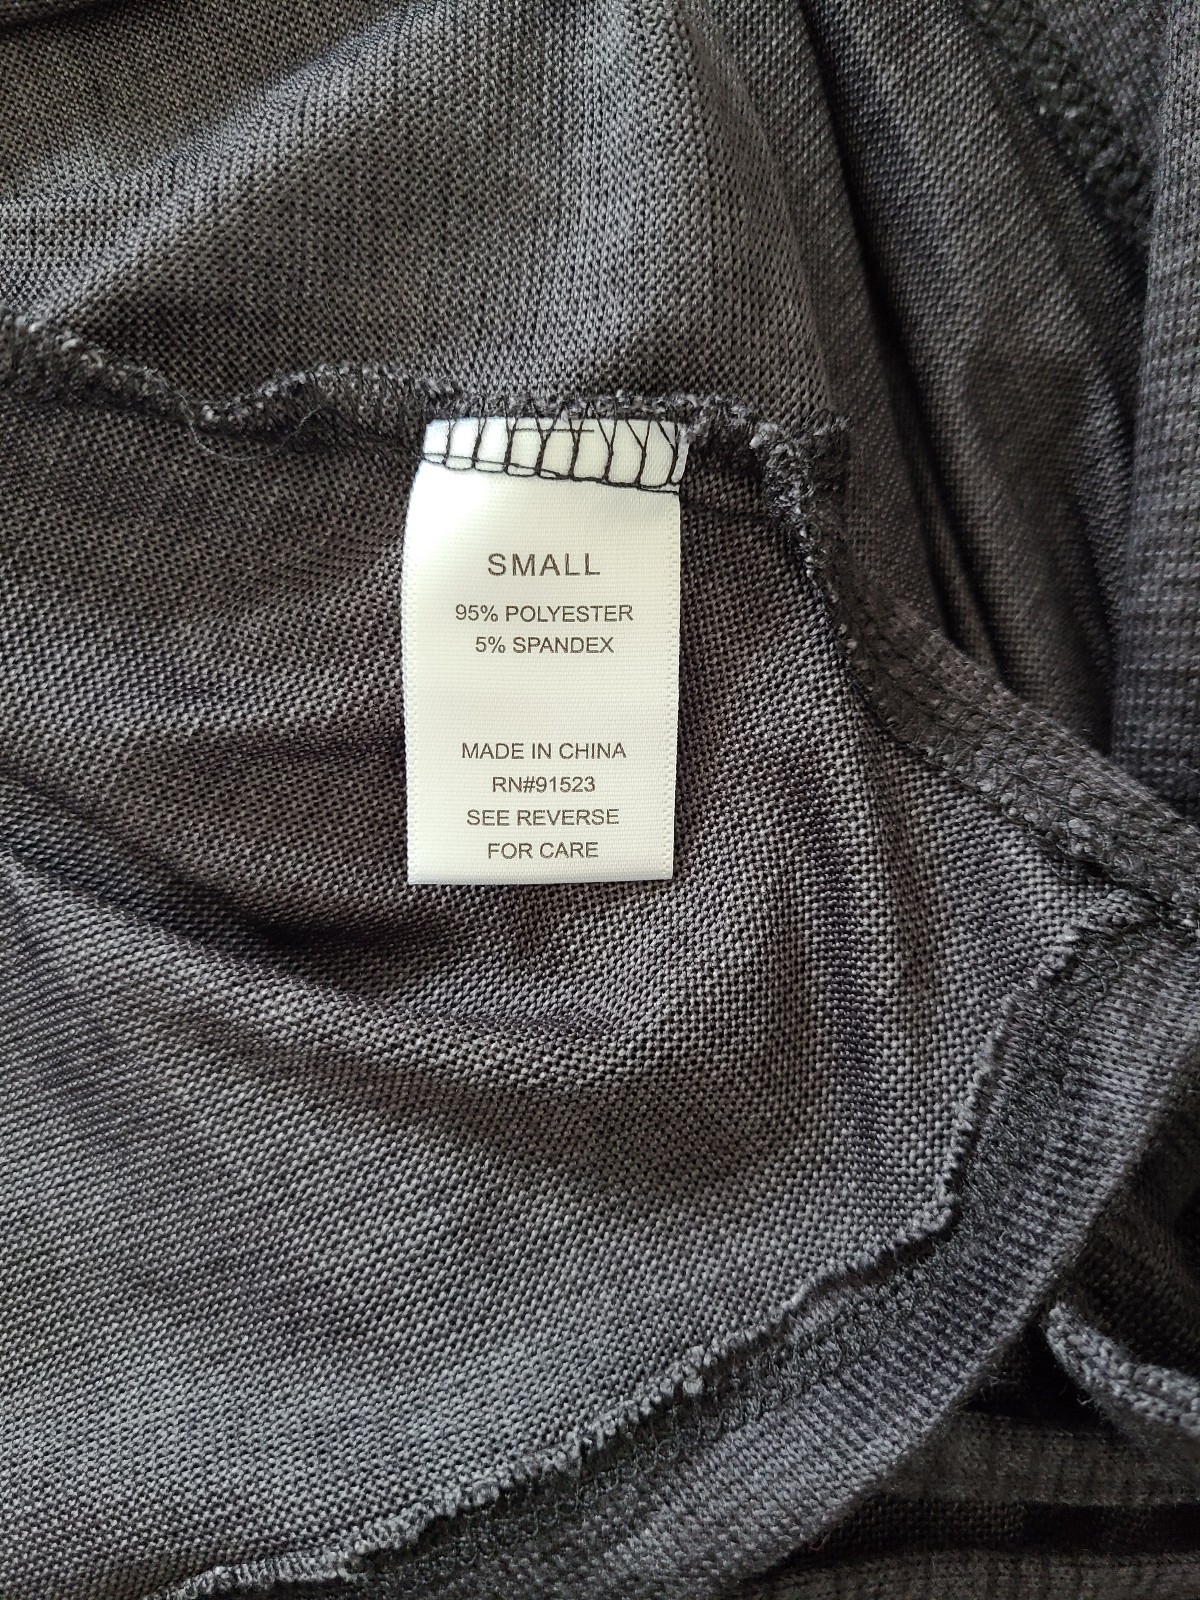 SMALL
95% POLYESTER
5% SPANDEX
MADE IN CHINA
RN#91523
SEE REVERSE
FOR CARE